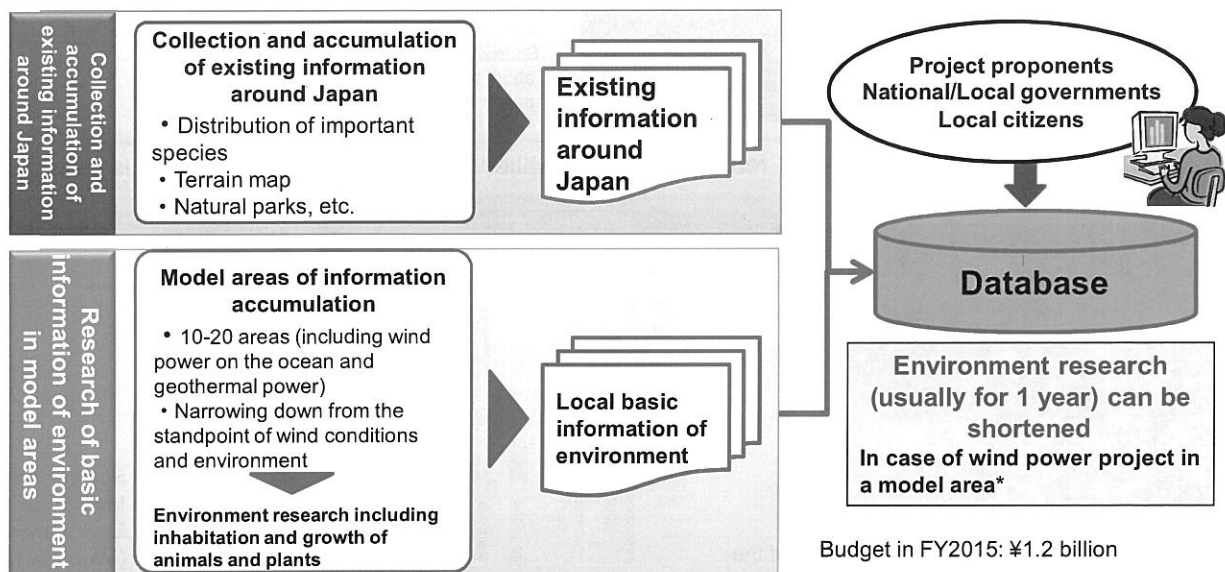 Collection and
accumulation of
existing information
around Japan
Collection and accumulation
of existing information
around Japan
• Distribution of important
species
• Terrain map
• Natural parks, etc.
Existing
information
around
Japan
Project proponents
National/Local governments
Local citizens
Database
Research of basic
information of environment
in model areas
Model areas of information
accumulation
• 10-20 areas (including wind
power on the ocean and
geothermal power)
• Narrowing down from the
standpoint of wind conditions
and environment
Environment research including
inhabitation and growth of
animals and plants
Local basic
information of
environment
Environment research
(usually for 1 year) can be
shortened
In case of wind power project in
a model area*
Budget in FY2015: ¥1.2 billion